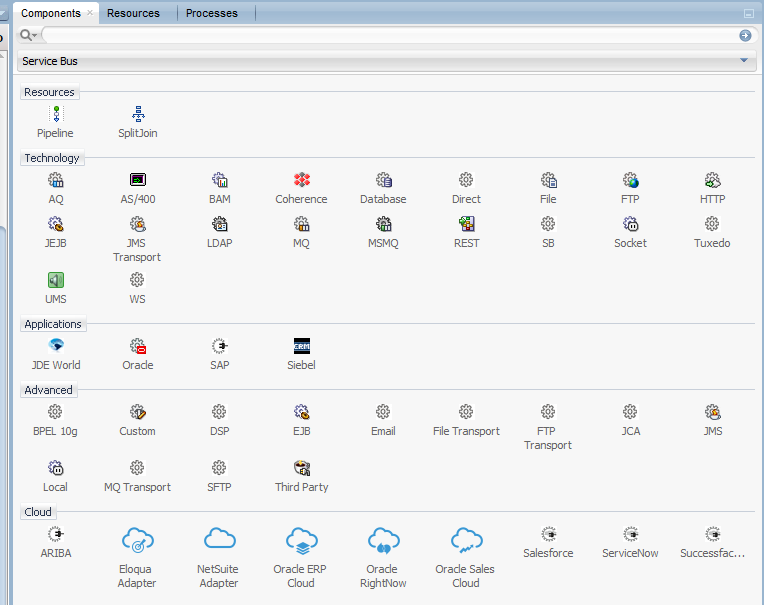 Components Resources Processes
Service Bus
Resources
Pipeline SplitJoin
Technology
AQ AS/400 BAM Coherence Database Direct File FTP HTTP
JEJB JMS Transport LDAP MQ MSMQ REST SB Socket Tuxedo
UMS WS
Applications
JDE World Oracle SAP CRM Siebel
Advanced
BPEL 10g Custom DSP EJB Email File Transport FTP Transport JCA JMS
Local MQ Transport SFTP Third Party
Cloud
ARIBA Eloqua Adapter NetSuite Adapter Oracle ERP Cloud Oracle RightNow Oracle Sales Cloud Salesforce ServiceNow Successfac...